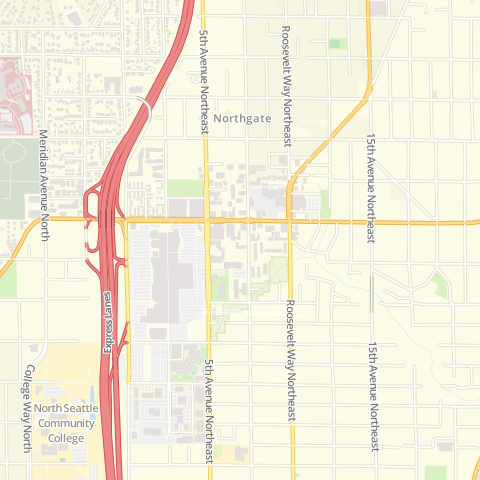 5th Avenue Northeast
Roosevelt Way Northeast
Northgate
Meridian Avenue North
15th Avenue Northeast
Express Lanes
Roosevelt Way Northeast
5th Avenue Northeast
15th Avenue Northeast
College Way North
North Seattle
Community
College